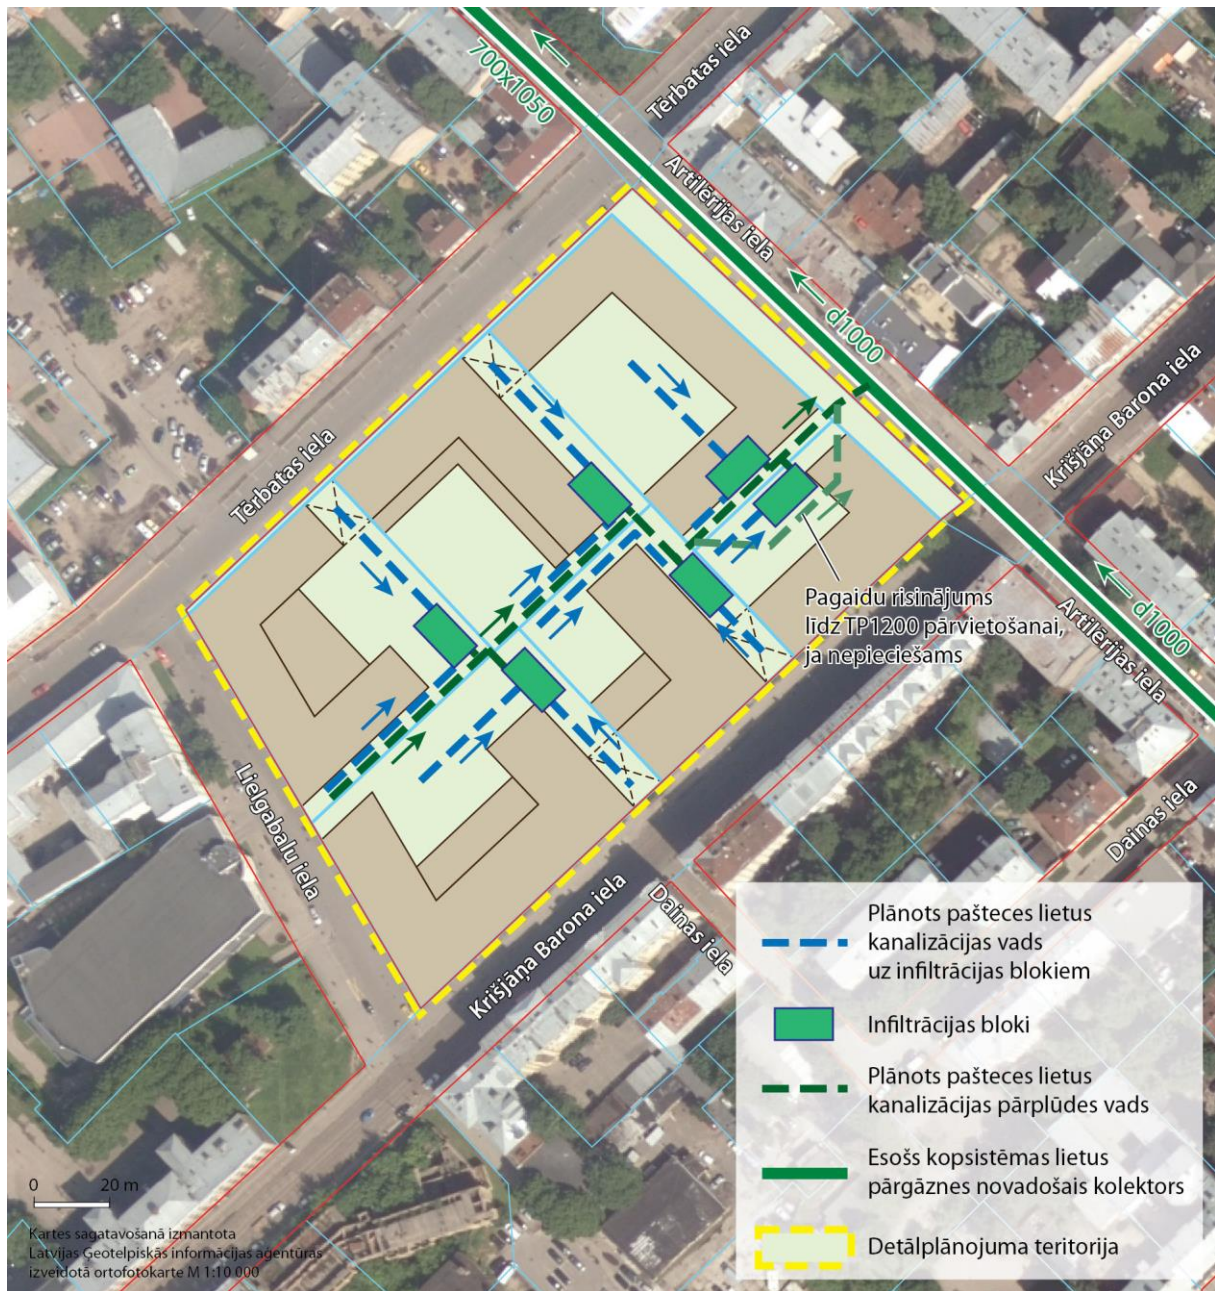 700x1050
Tērbatas iela
Artilērijas iela
d1000
Krišjāņa Barona iela
Tērbatas iela
Pagaidu risinājums
līdz TP1200 pārvietošanai,
ja nepieciešams
d1000
Artilērijas iela
Lielgabalu iela
Dainas iela
Krišjāņa Barona iela
Dainas iela
Plānots pašteces lietus
kanalizācijas vads
uz infiltrācijas blokiem
Infiltrācijas bloki
Plānots pašteces lietus
kanalizācijas pārplūdes vads
Esošs kopsistēmas lietus
pārgāznes novadošais kolektors
Detālplānojuma teritorija
0 20 m
Kartes sagatavošanā izmantota
Latvijas Ģeotelpiskās informācijas aģentūras
izveidotā ortofotokarte M 1:10 000